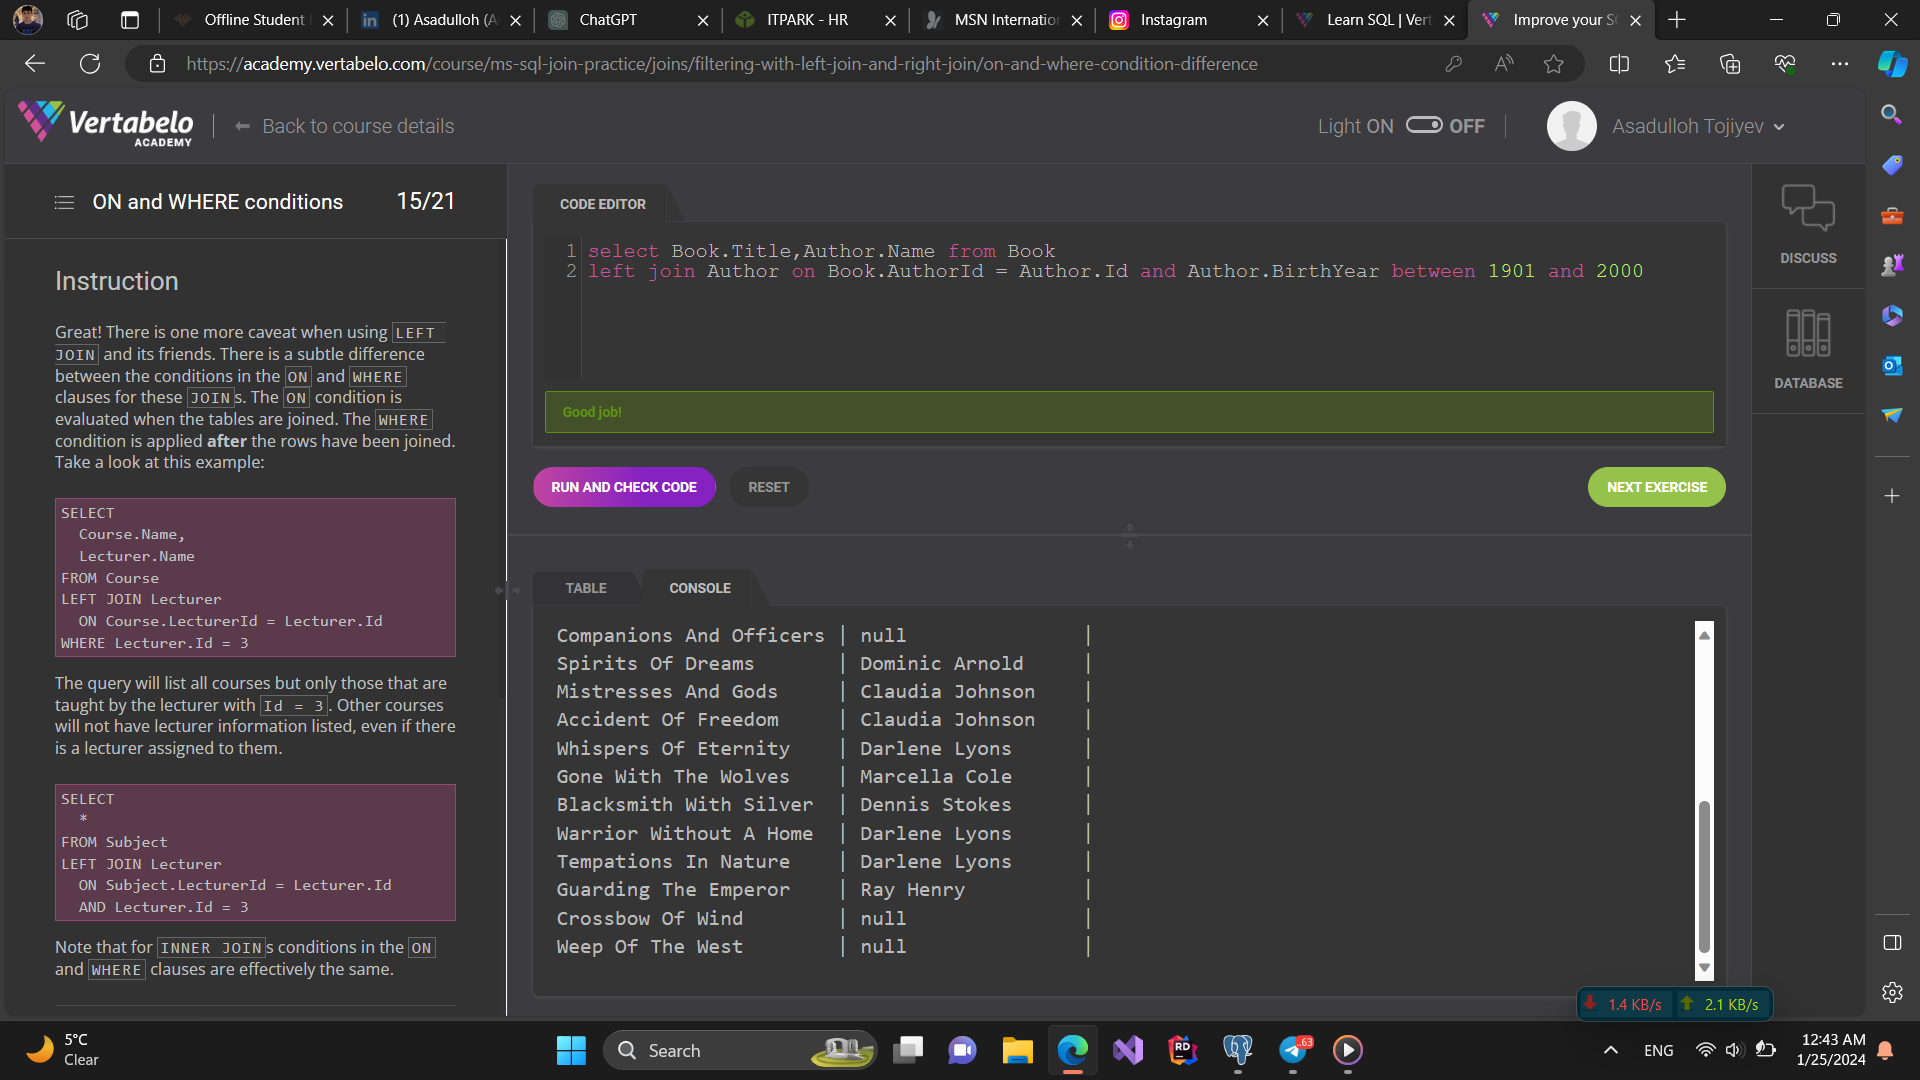 Offline Student
(1) Asadulloh (A
ChatGPT
ITPARK - HR
MSN Internatio
Instagram
Learn SQL | Vert
Improve your S
https://academy.vertabelo.com/course/ms-sql-join-practice/joins/filtering-with-left-join-and-right-join/on-and-where-condition-difference
Vertabelo
ACADEMY
Back to course details
Light ON OFF
Asadulloh Tojiyev
ON and WHERE conditions 15/21
Instruction
Great! There is one more caveat when using LEFT
JOIN and its friends. There is a subtle difference
between the conditions in the ON and WHERE
clauses for these JOINs. The ON condition is
evaluated when the tables are joined. The WHERE
condition is applied after the rows have been joined.
Take a look at this example:
SELECT
Course.Name,
Lecturer.Name
FROM Course
LEFT JOIN Lecturer
ON Course.LecturerId = Lecturer.Id
WHERE Lecturer.Id = 3
The query will list all courses but only those that are
taught by the lecturer with Id = 3. Other courses
will not have lecturer information listed, even if there
is a lecturer assigned to them.
SELECT
*
FROM Subject
LEFT JOIN Lecturer
ON Subject.LecturerId = Lecturer.Id
AND Lecturer.Id = 3
Note that for INNER JOINs conditions in the ON
and WHERE clauses are effectively the same.
CODE EDITOR
1 select Book.Title,Author.Name from Book
2 left join Author on Book.AuthorId = Author.Id and Author.BirthYear between 1901 and 2000
Good job!
RUN AND CHECK CODE
RESET
NEXT EXERCISE
TABLE
CONSOLE
Companions And Officers | null |
Spirits Of Dreams | Dominic Arnold |
Mistresses And Gods | Claudia Johnson |
Accident Of Freedom | Claudia Johnson |
Whispers Of Eternity | Darlene Lyons |
Gone With The Wolves | Marcella Cole |
Blacksmith With Silver | Dennis Stokes |
Warrior Without A Home | Darlene Lyons |
Tempations In Nature | Darlene Lyons |
Guarding The Emperor | Ray Henry |
Crossbow Of Wind | null |
Weep Of The West | null |
DISCUSS
DATABASE
1.4 KB/s 2.1 KB/s
5°C
Clear
Search
RD
63
ENG
12:43 AM
1/25/2024